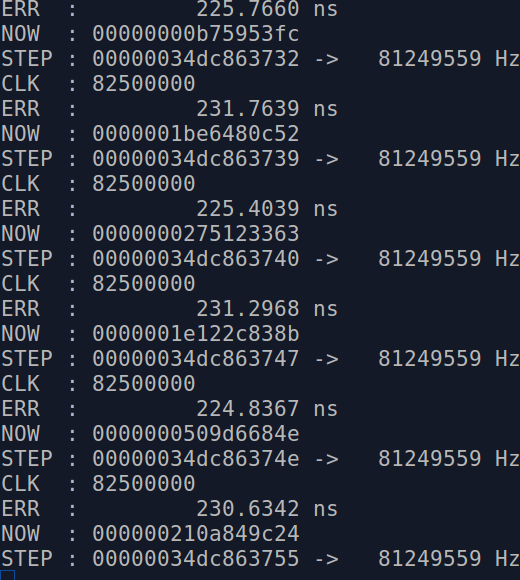 ERR  :         225.7660 ns
NOW  : 00000000b75953fc
STEP : 00000034dc863732 ->   81249559 Hz
CLK  : 82500000
ERR  :         231.7639 ns
NOW  : 0000001be6480c52
STEP : 00000034dc863739 ->   81249559 Hz
CLK  : 82500000
ERR  :         225.4039 ns
NOW  : 0000000275123363
STEP : 00000034dc863740 ->   81249559 Hz
CLK  : 82500000
ERR  :         231.2968 ns
NOW  : 0000001e122c838b
STEP : 00000034dc863747 ->   81249559 Hz
CLK  : 82500000
ERR  :         224.8367 ns
NOW  : 0000000509d6684e
STEP : 00000034dc86374e ->   81249559 Hz
CLK  : 82500000
ERR  :         230.6342 ns
NOW  : 000000210a849c24
STEP : 00000034dc863755 ->   81249559 Hz